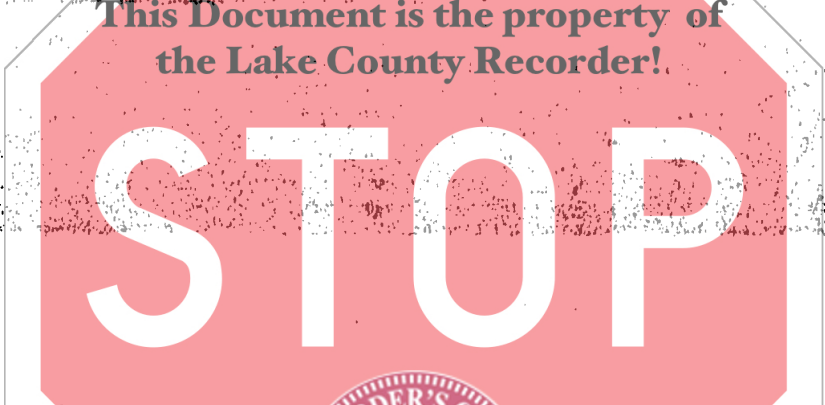 This Document is the property of
the Lake County Recorder!
STOP